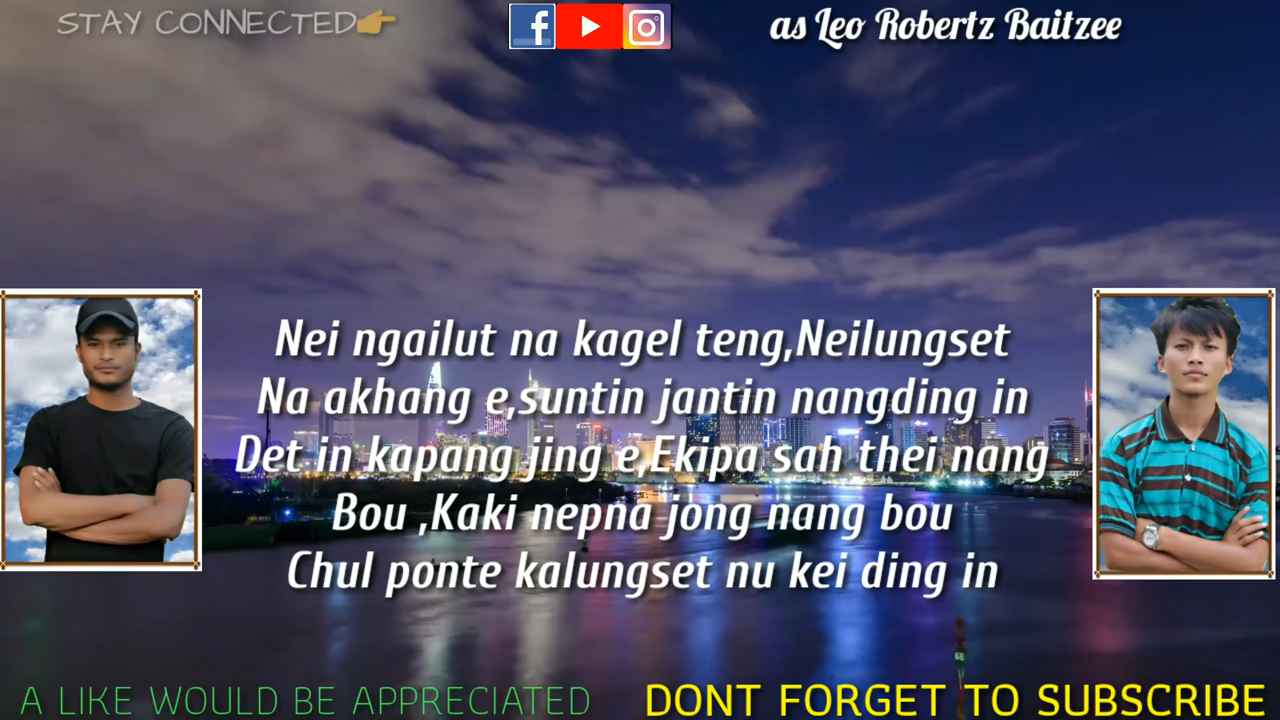 STAY CONNECTED
as Leo Robertz Baitzee
Nei ngailut na kagel teng,Neilungset
Na akhang e,suntin jantin nangding in
Det in kapang jing e,Ekipa sah thei nang
Bou ,Kaki nepna jong nang bou
Chul ponte kalungset nu kei ding in
68
A LIKE WOULD BE APPRECIATED
DONT FORGET TO SUBSCRIBE